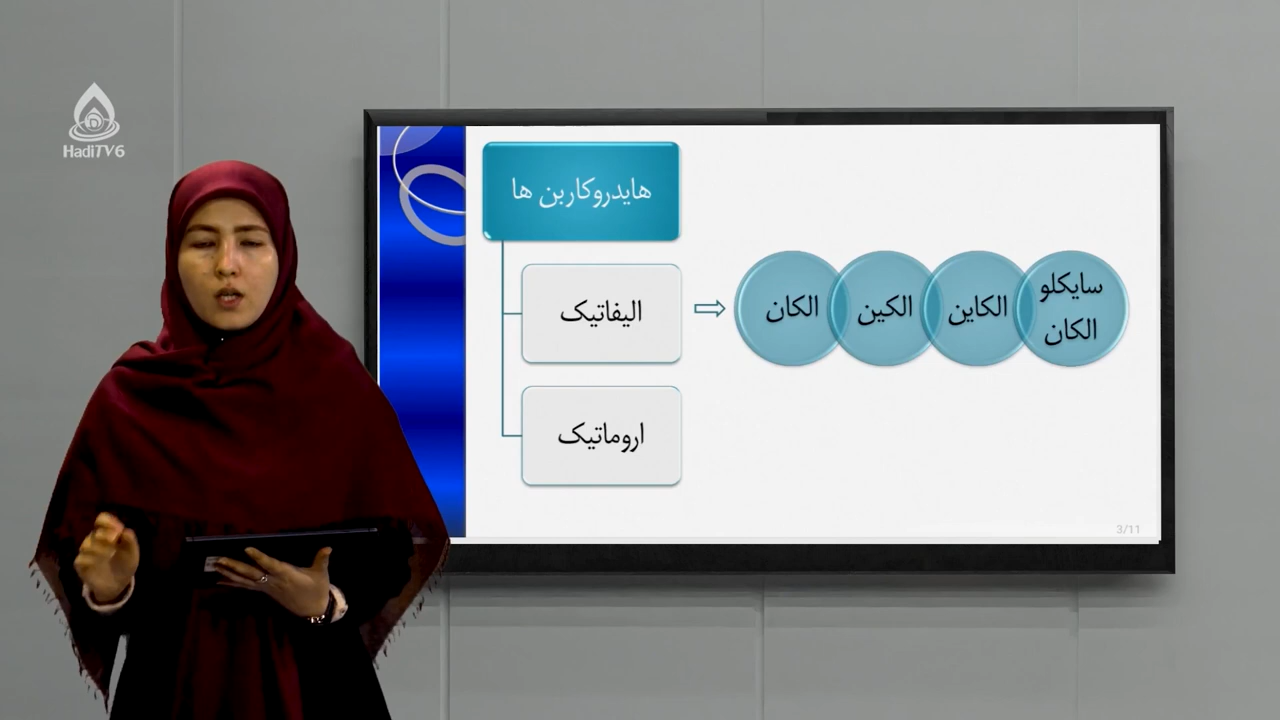 HadiTV6
هایدروکاربن ها
الیفاتیک
اروماتیک
الکان
الکین
الکاین
سایکلو
الکان
3/11